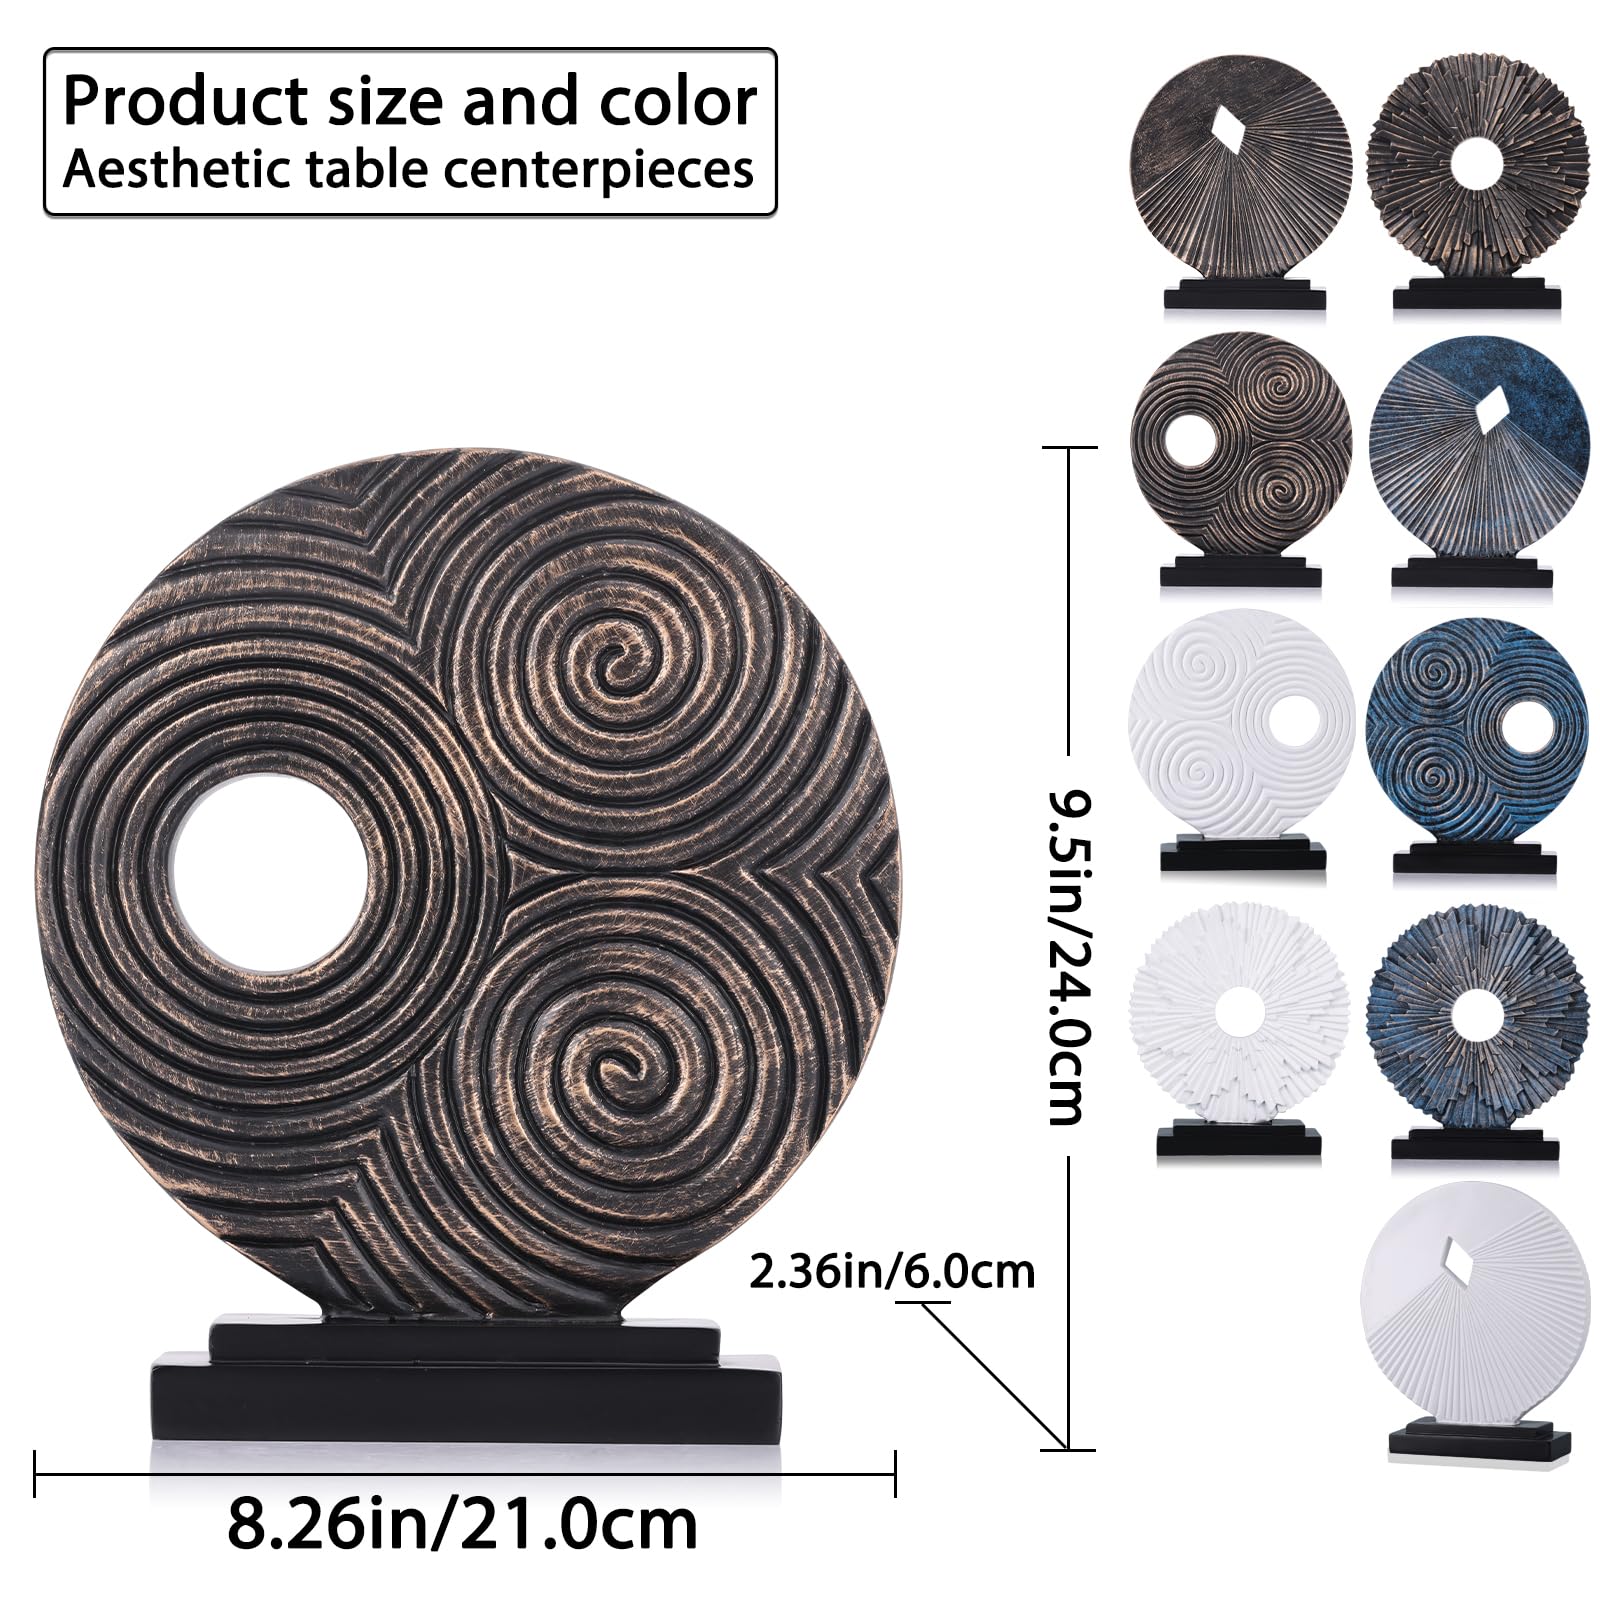 Product size and color
Aesthetic table centerpieces
9.5in/24.0cm
2.36in/6.0cm
8.26in/21.0cm